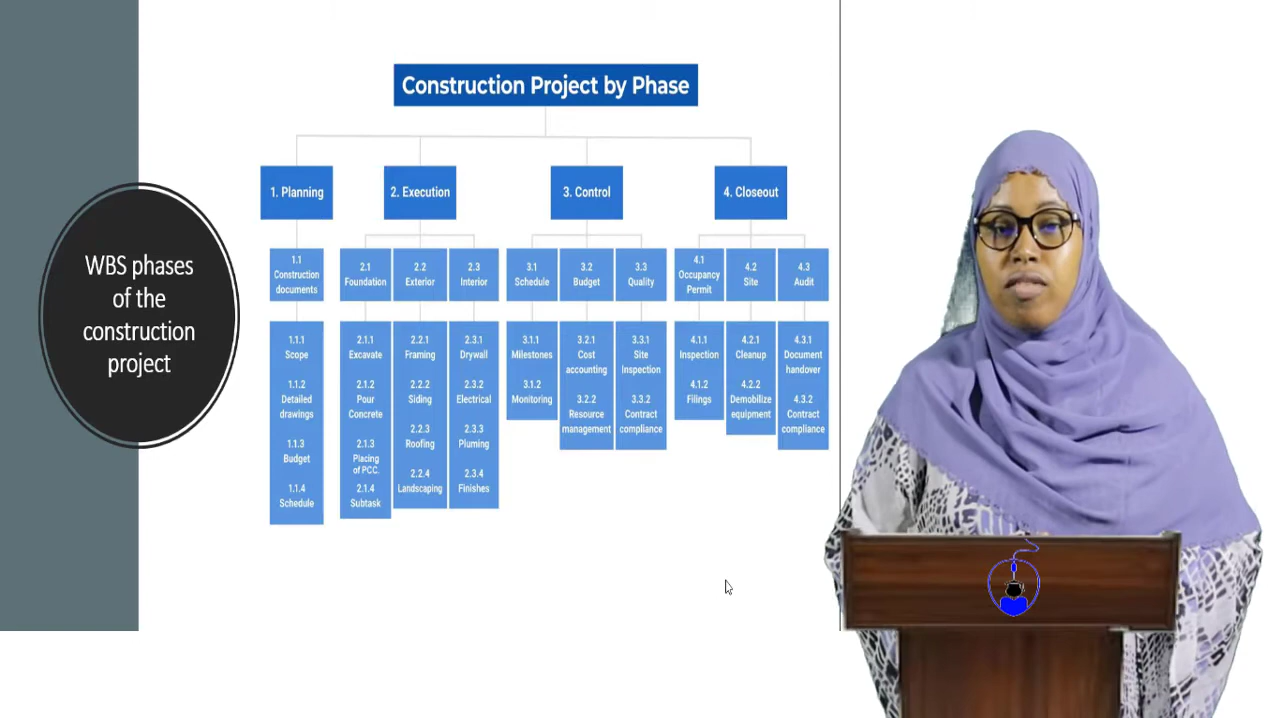 Construction Project by Phase
1. Planning
2. Execution
3. Control
4. Closeout
WBS phases
of the
construction
project
1.1
Construction
documents
2.1
Foundation
2.2
Exterior
2.3
Interior
3.1
Schedule
3.2
Budget
3.3
Quality
4.1
Occupancy
Permit
4.2
Site
4.3
Audit
1.1.1
Scope
1.1.2
Detailed
drawings
1.1.3
Budget
1.1.4
Schedule
2.1.1
Excavate
2.1.2
Pour
Concrete
2.1.3
Placing
of PCC.
2.1.4
Subtask
2.2.1
Framing
2.2.2
Siding
2.2.3
Roofing
2.2.4
Landscaping
2.3.1
Drywall
2.3.2
Electrical
2.3.3
Pluming
2.3.4
Finishes
3.1.1
Milestones
3.1.2
Monitoring
3.2.1
Cost
accounting
3.2.2
Resource
management
3.3.1
Site
Inspection
3.3.2
Contract
compliance
4.1.1
Inspection
4.1.2
Filings
4.2.1
Cleanup
4.2.2
Demobilize
equipment
4.3.1
Document
handover
4.3.2
Contract
compliance